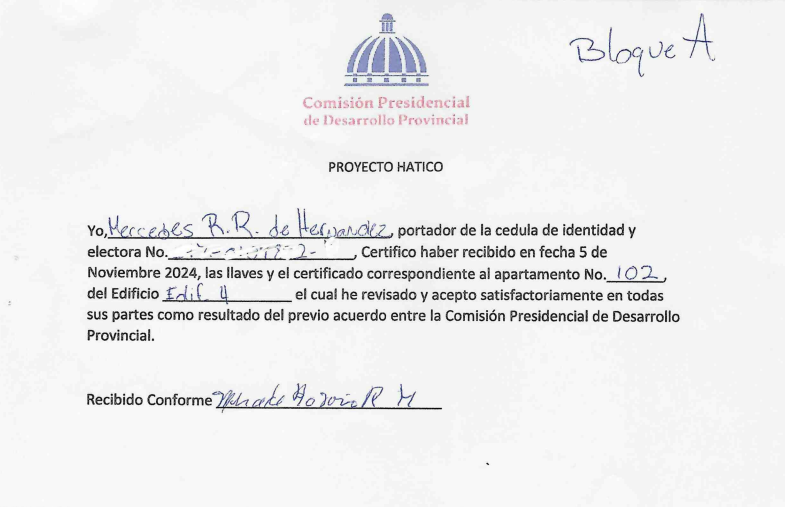 Bloque A
Comisión Presidencial
de Desarrollo Provincial
PROYECTO HATICO
Yo, Mercedes R.R. de Hernandez, portador de la cedula de identidad y
electora No. , Certifico haber recibido en fecha 5 de
Noviembre 2024, las llaves y el certificado correspondiente al apartamento No. 102,
del Edificio Edif. 4 el cual he revisado y acepto satisfactoriamente en todas
sus partes como resultado del previo acuerdo entre la Comisión Presidencial de Desarrollo
Provincial.
Recibido Conforme